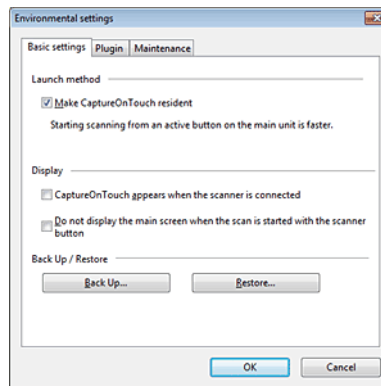 Environmental settings
Basic settings Plugin Maintenance
Launch method
Make CaptureOnTouch resident
Starting scanning from an active button on the main unit is faster.
Display
CaptureOnTouch appears when the scanner is connected
Do not display the main screen when the scan is started with the scanner
button
Back Up / Restore
Back Up... Restore...
OK Cancel